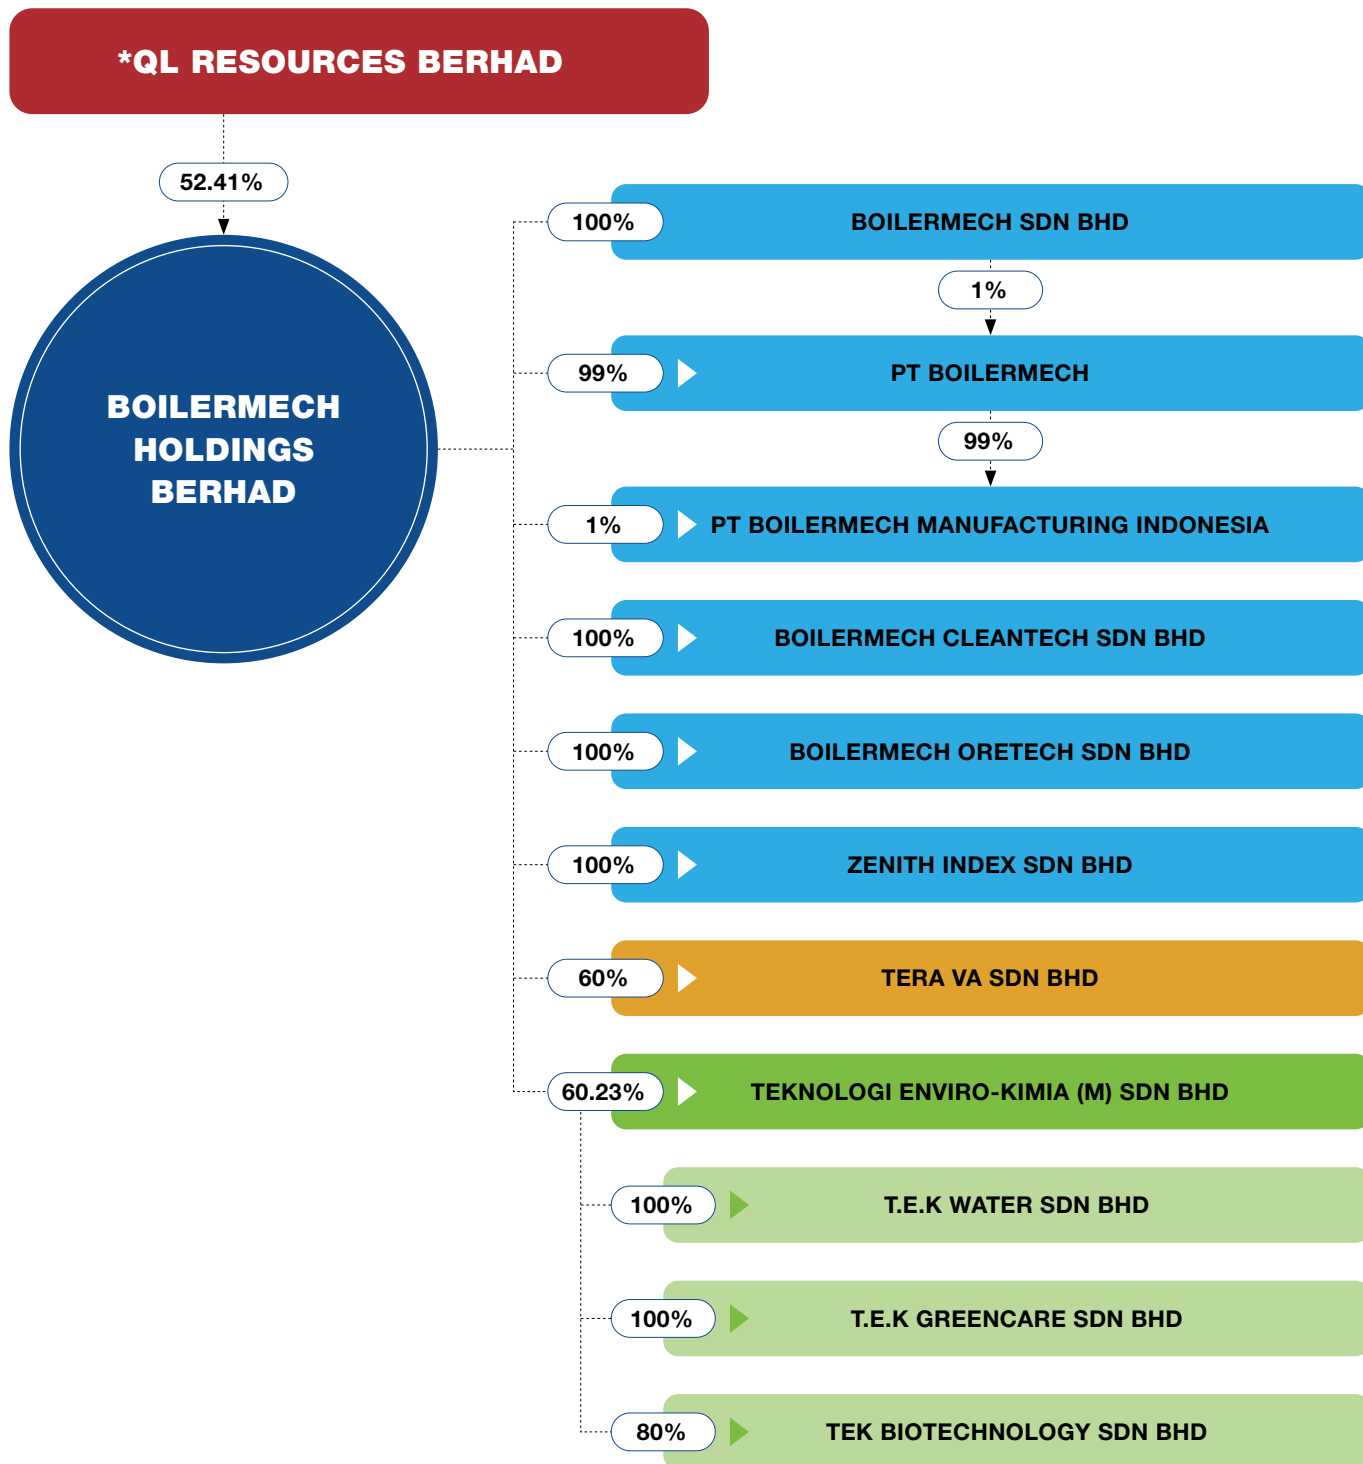 *QL RESOURCES BERHAD
52.41%
BOILERMECH
HOLDINGS
BERHAD
100%
BOILERMECH SDN BHD
1%
99%
PT BOILERMECH
99%
1%
PT BOILERMECH MANUFACTURING INDONESIA
100%
BOILERMECH CLEANTECH SDN BHD
100%
BOILERMECH ORETECH SDN BHD
100%
ZENITH INDEX SDN BHD
60%
TERA VA SDN BHD
60.23%
TEKNOLOGI ENVIRO-KIMIA (M) SDN BHD
100%
T.E.K WATER SDN BHD
100%
T.E.K GREENCARE SDN BHD
80%
TEK BIOTECHNOLOGY SDN BHD